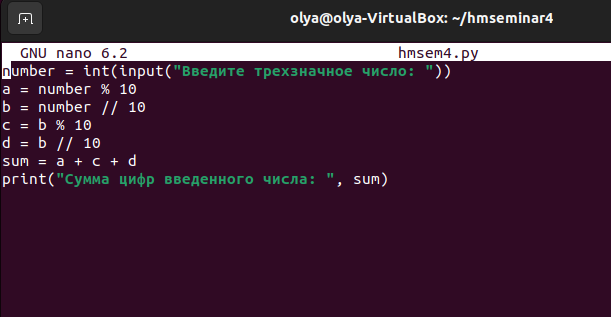 olya@olya-VirtualBox: ~/hmseminar4
GNU nano 6.2 hmsem4.py
number = int(input("Введите трехзначное число: "))
a = number % 10
b = number // 10
c = b % 10
d = b // 10
sum = a + c + d
print("Сумма цифр введенного числа: ", sum)